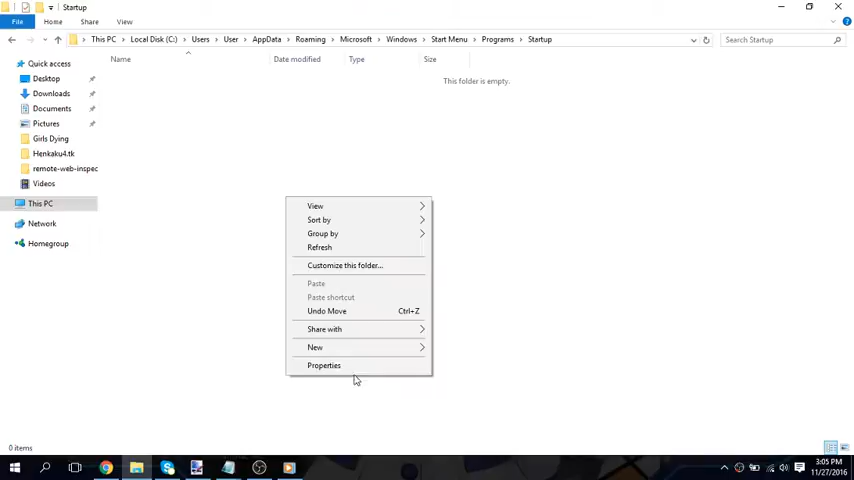 Startup
File Home Share View
This PC Local Disk (C:) Users User AppData Roaming Microsoft Windows Start Menu Programs Startup
Search Startup
Name Date modified Type Size
This folder is empty.
Quick access
Desktop
Downloads
Documents
Pictures
Girls Dying
Henkaku4.tk
remote-web-inspec
Videos
This PC
Network
Homegroup
View
Sort by
Group by
Refresh
Customize this folder...
Paste
Paste shortcut
Undo Move Ctrl+Z
Share with
New
Properties
0 items
3:05 PM
11/27/2016